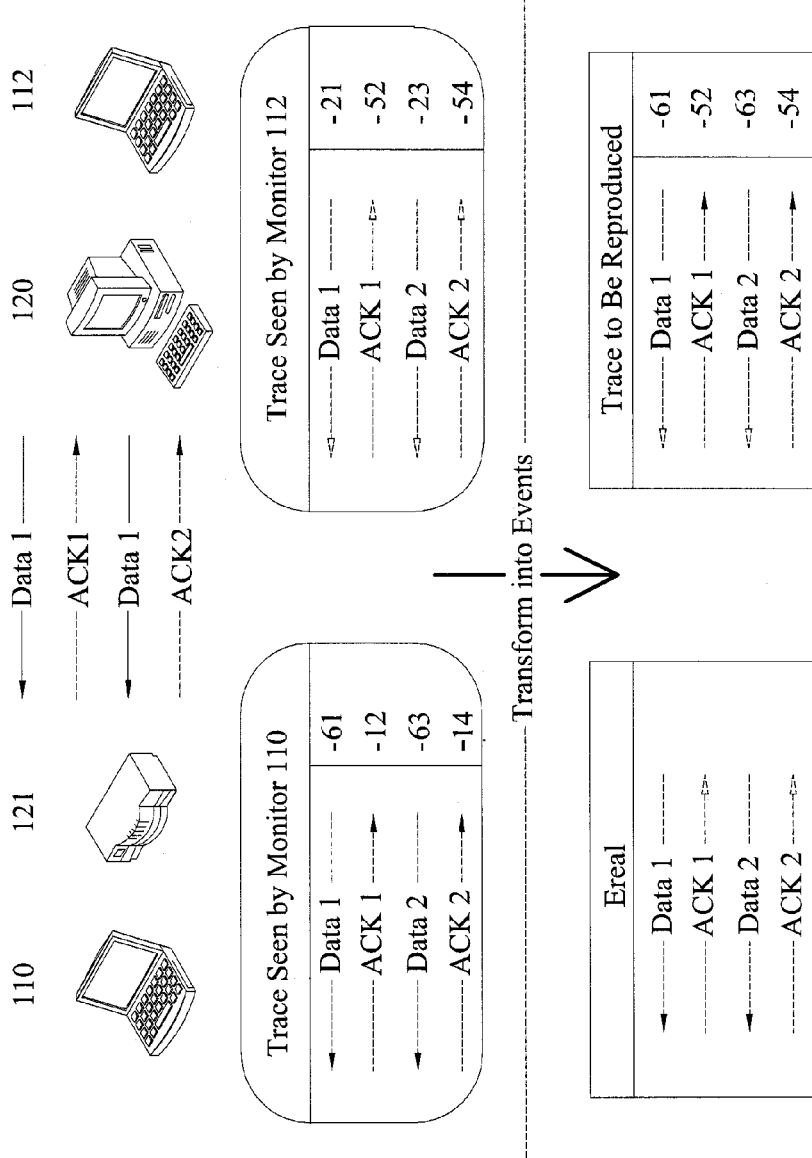 110 121 120 112
Data 1
ACK1
Data 1
ACK2
Trace Seen by Monitor 110
Data 1 -61
ACK 1 -12
Data 2 -63
ACK 2 -14
Trace Seen by Monitor 112
Data 1 -21
ACK 1 -52
Data 2 -23
ACK 2 -54
Transform into Events
Ereal
Data 1
ACK 1
Data 2
ACK 2
Trace to Be Reproduced
Data 1 -61
ACK 1 -52
Data 2 -63
ACK 2 -54